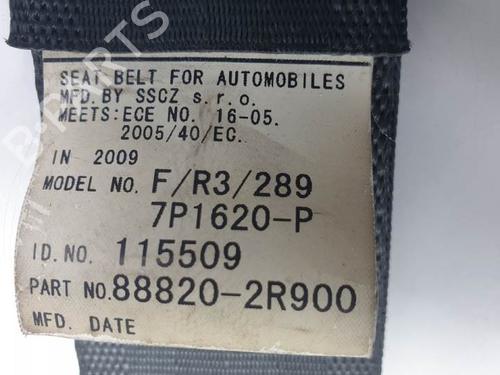 SEAT BELT FOR AUTOMOBILES
MFD.BY SSCZ s.r.o.
MEETS:ECE NO. 16-05.
2005/40/EC.
IN 2009
MODEL NO. F/R3/289
7P1620-P
ID.NO. 115509
PART NO.88820-2R900
MFD. DATE
B-PARTS